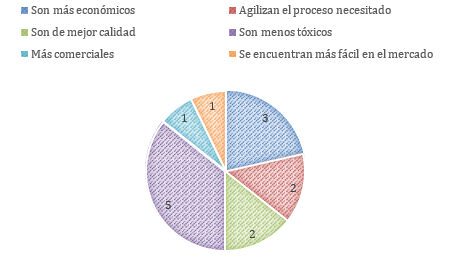 Son más económicos
Agilizan el proceso necesitado
Son de mejor calidad
Son menos tóxicos
Más comerciales
Se encuentran más fácil en el mercado
1
1
3
2
5
2